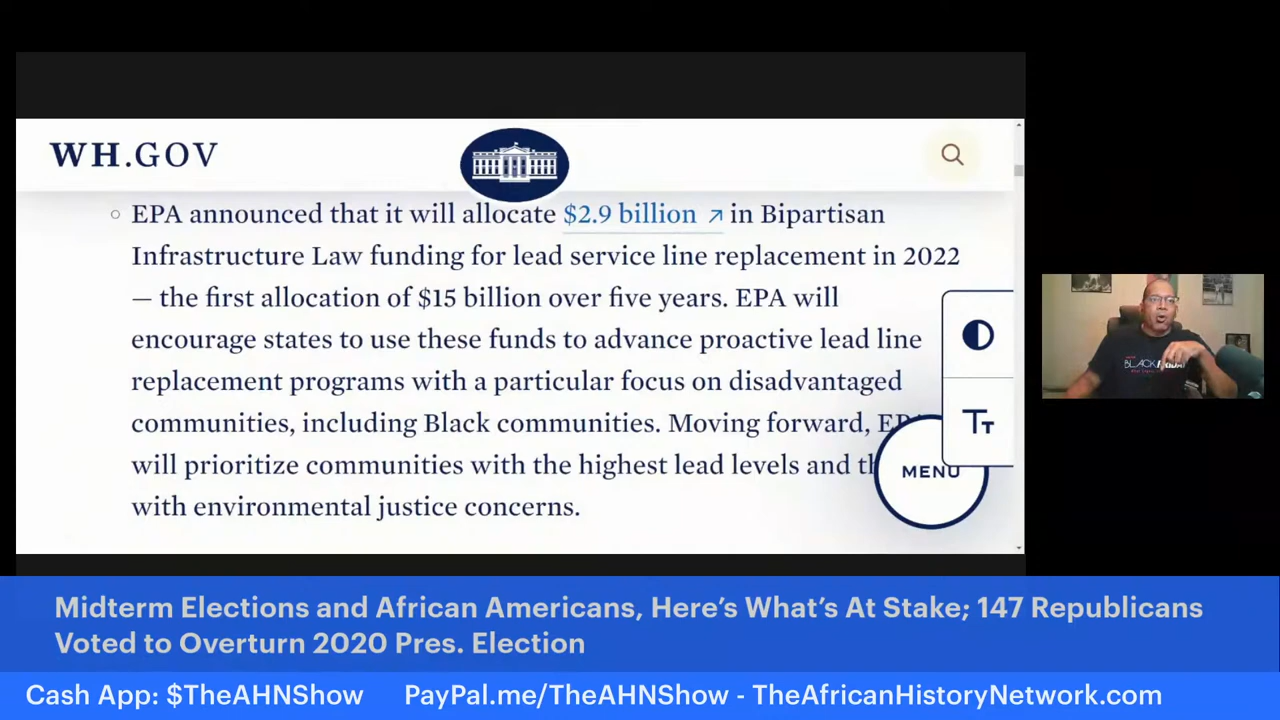 WH.GOV
EPA announced that it will allocate $2.9 billion ↗ in Bipartisan
Infrastructure Law funding for lead service line replacement in 2022
— the first allocation of $15 billion over five years. EPA will
encourage states to use these funds to advance proactive lead line
replacement programs with a particular focus on disadvantaged
communities, including Black communities. Moving forward,
will prioritize communities with the highest lead levels and
with environmental justice concerns.
Tт
MENU
BLACK
Midterm Elections and African Americans, Here's What's At Stake; 147 Republicans
Voted to Overturn 2020 Pres. Election
Cash App: $TheAHNShow PayPal.me/TheAHNShow - TheAfricanHistoryNetwork.com